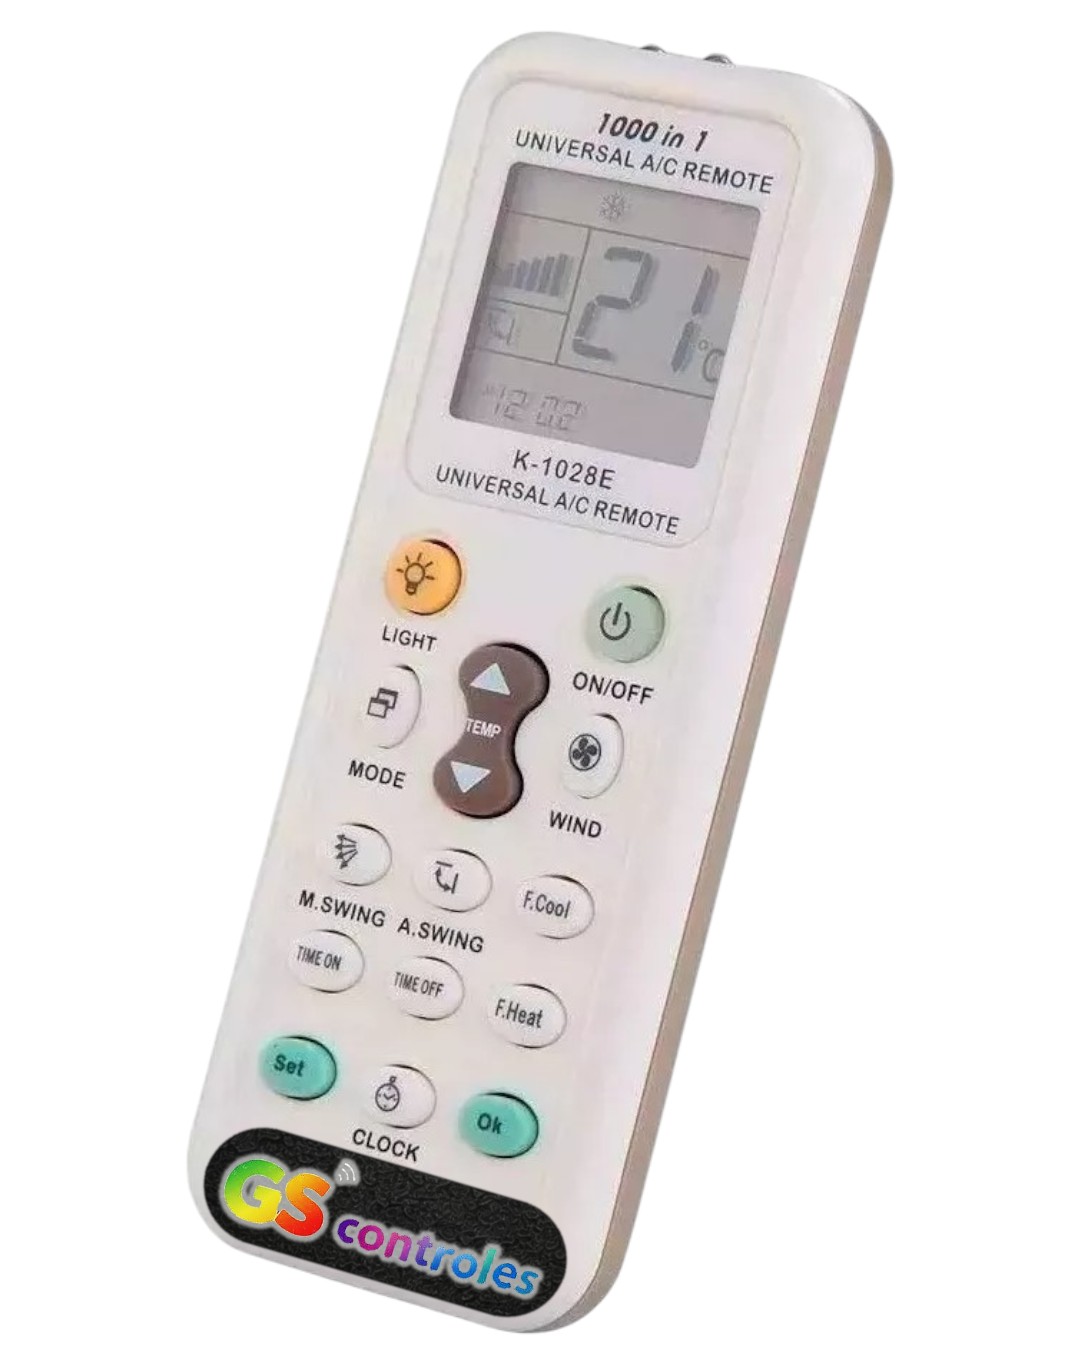 1000 in 1
UNIVERSAL A/C REMOTE
21°C
12:02
K-1028E
UNIVERSAL A/C REMOTE
LIGHT
ON/OFF
TEMP
MODE
WIND
M.SWING
A.SWING
F.Cool
TIME ON
TIME OFF
F.Heat
Set
CLOCK
Ok
GS
controles